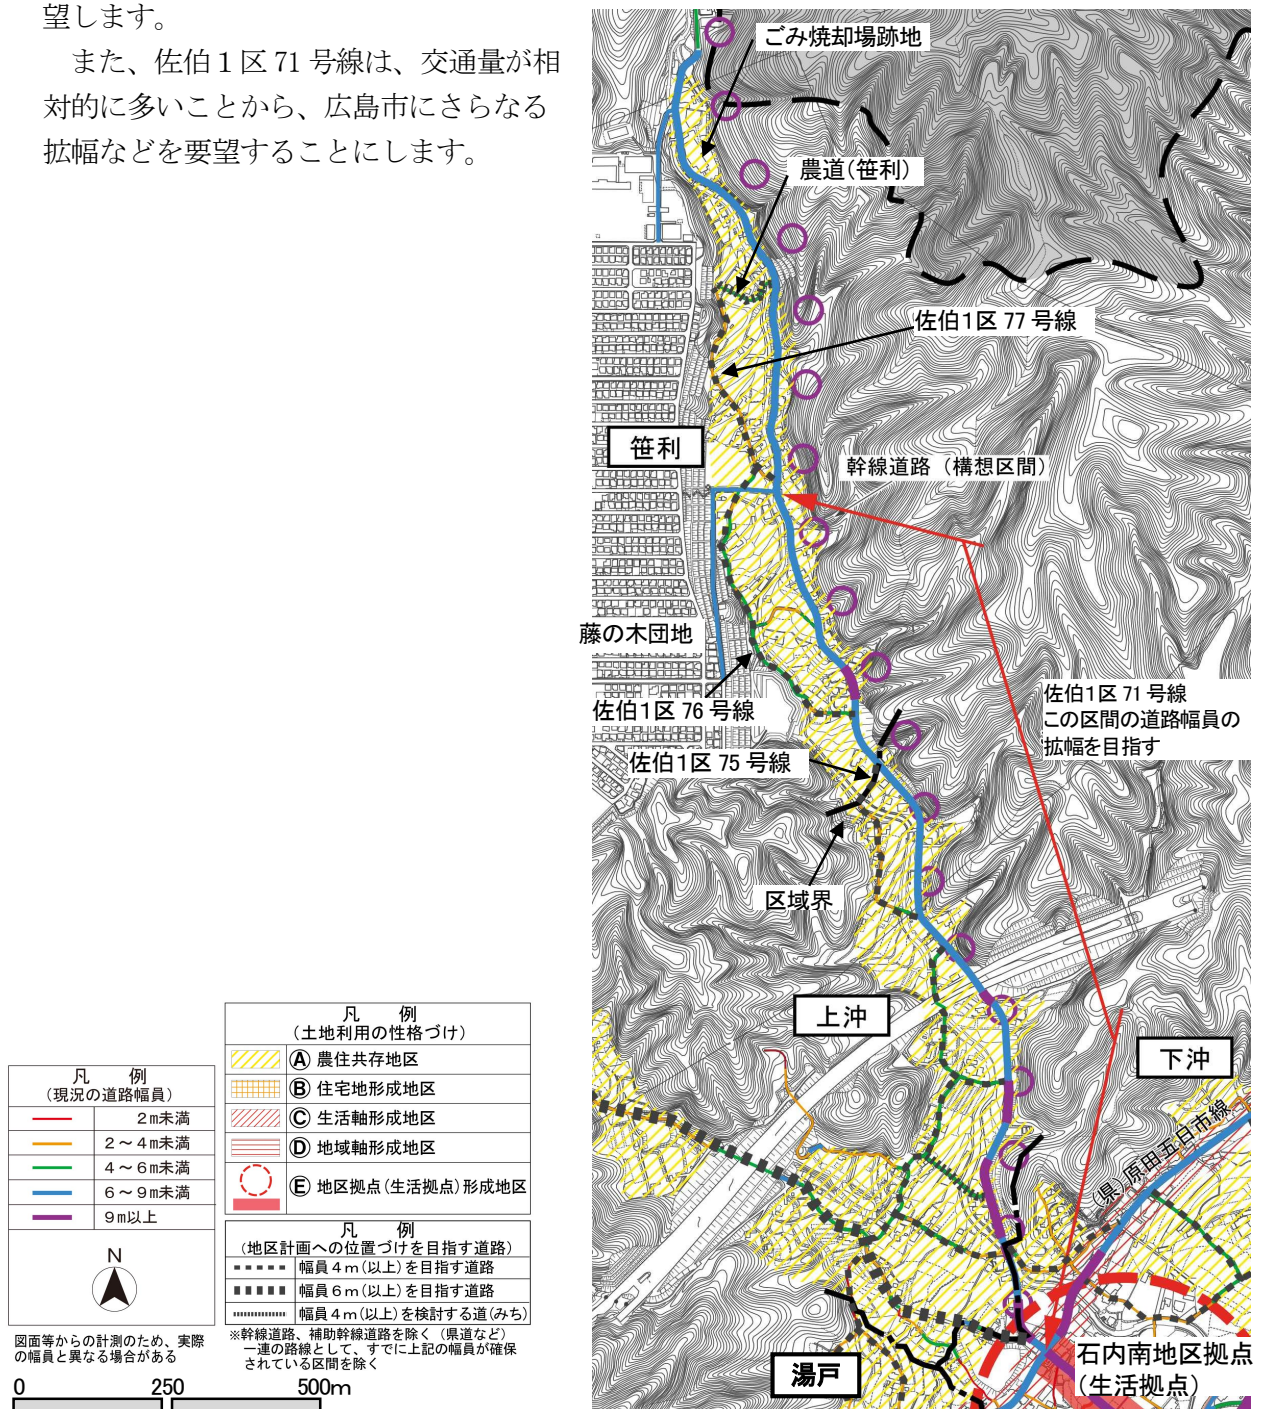 望します。
また、佐伯１区 71 号線は、交通量が相
対的に多いことから、広島市にさらなる
拡幅などを要望することにします。
ごみ焼却場跡地
農道(笹利)
佐伯1区 77 号線
笹利
幹線道路（構想区間）
藤の木団地
佐伯1区 76 号線
佐伯1区 71 号線
この区間の道路幅員の
拡幅を目指す
佐伯1区 75 号線
区域界
上沖
下沖
(県)原田五日市線
湯戸
石内南地区拠点
(生活拠点)
凡　例
(現況の道路幅員)
2m未満
2～4m未満
4～6m未満
6～9m未満
9m以上
N
図面等からの計測のため、実際
の幅員と異なる場合がある
0 250 500m
凡　例
(土地利用の性格づけ)
Ⓐ 農住共存地区
Ⓑ 住宅地形成地区
Ⓒ 生活軸形成地区
Ⓓ 地域軸形成地区
Ⓔ 地区拠点(生活拠点)形成地区
凡　例
(地区計画への位置づけを目指す道路)
幅員４ｍ(以上)を目指す道路
幅員６ｍ(以上)を目指す道路
幅員４ｍ(以上)を検討する道(みち)
※幹線道路、補助幹線道路を除く（県道など）
一連の路線として、すでに上記の幅員が確保
されている区間を除く